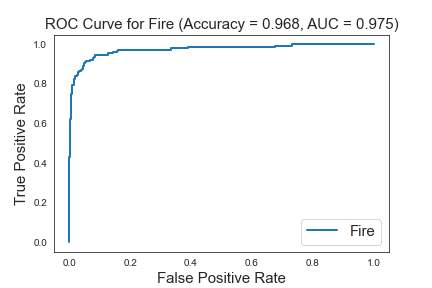 ROC Curve for Fire (Accuracy = 0.968, AUC = 0.975)
True Positive Rate
1.0
0.8
0.6
0.4
0.2
0.0
Fire
0.0 0.2 0.4 0.6 0.8 1.0
False Positive Rate